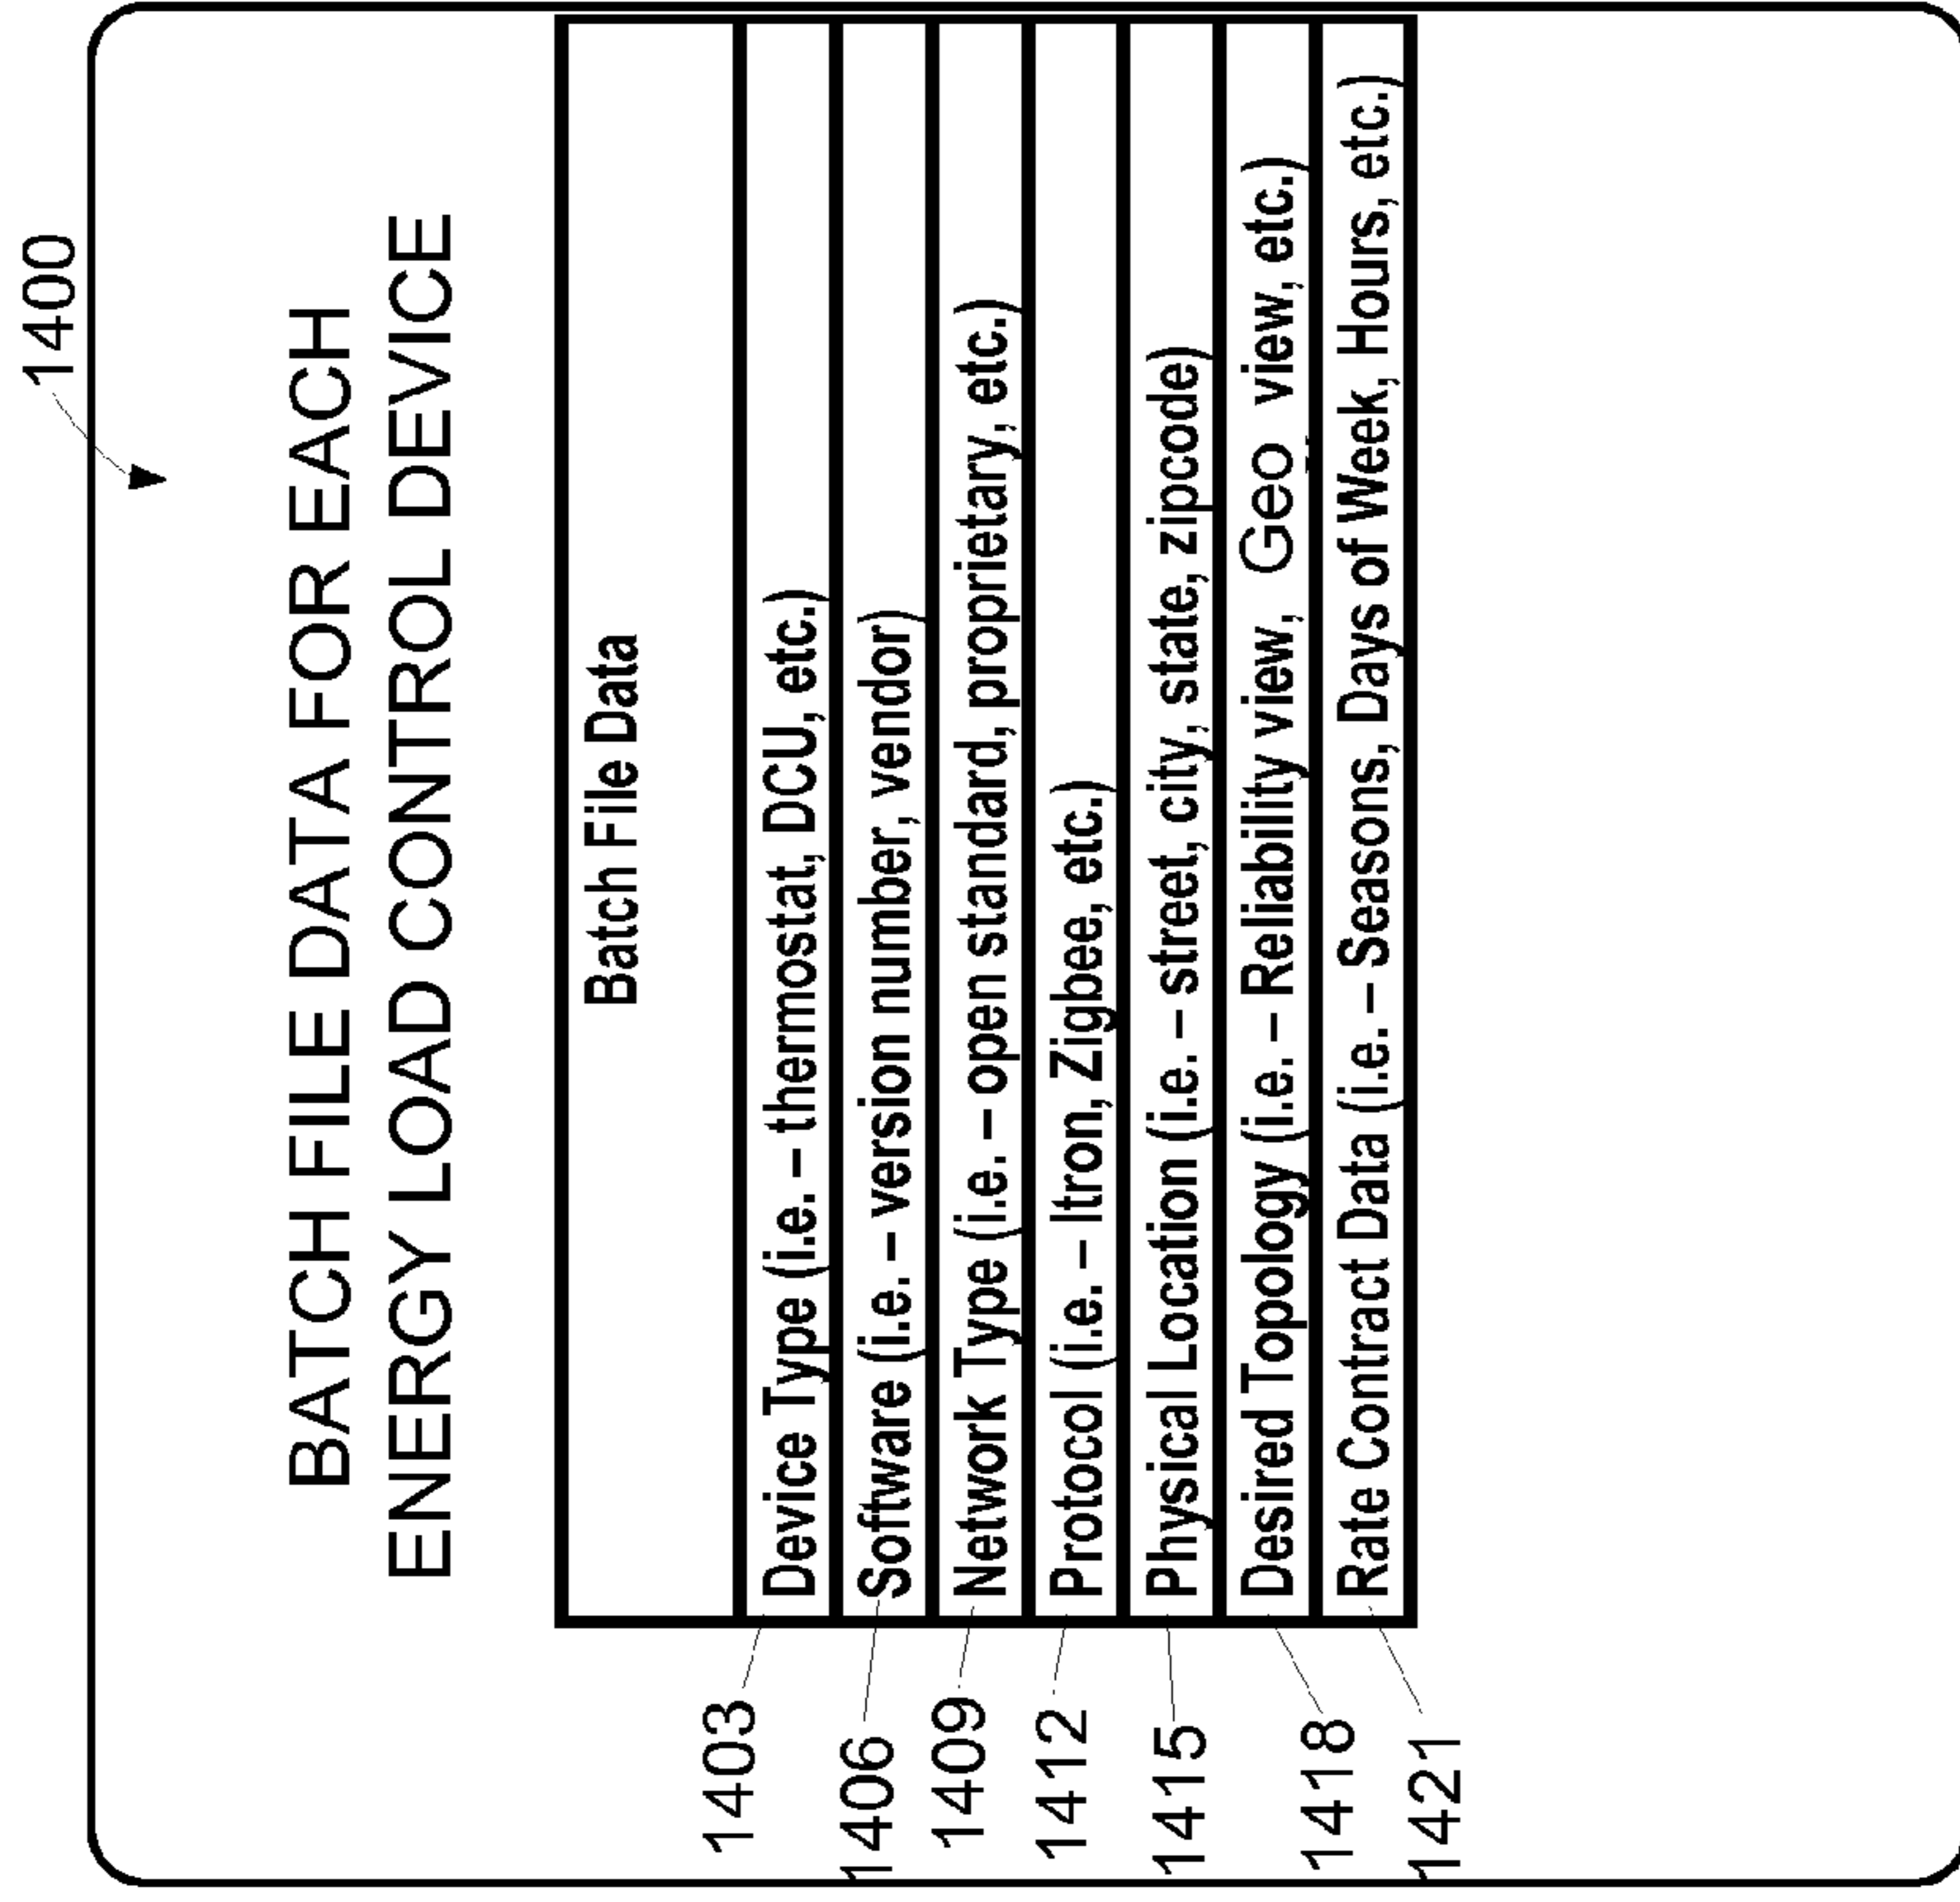 1400
BATCH FILE DATA FOR EACH
ENERGY LOAD CONTROL DEVICE
Batch File Data
1403 Device Type (i.e. – thermostat, DCU, etc.)
1406 Software (i.e. – version number, vendor)
1409 Network Type (i.e. – open standard, proprietary, etc.)
1412 Protocol (i.e. – Itron, Zigbee, etc.)
1415 Physical Location (i.e. – street, city, state, zipcode)
1418 Desired Topology (i.e. – Reliability view, Geo view, etc.)
1421 Rate Contract Data (i.e. – Seasons, Days of Week, Hours, etc.)